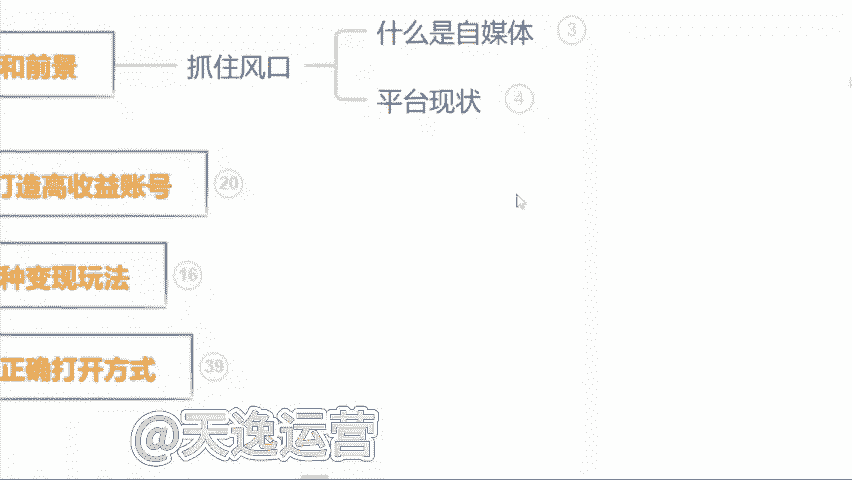 什么是自媒体 3
和前景
抓住风口
平台现状 4
打造高收益账号 20
种变现玩法 16
正确打开方式 39
@天逸运营